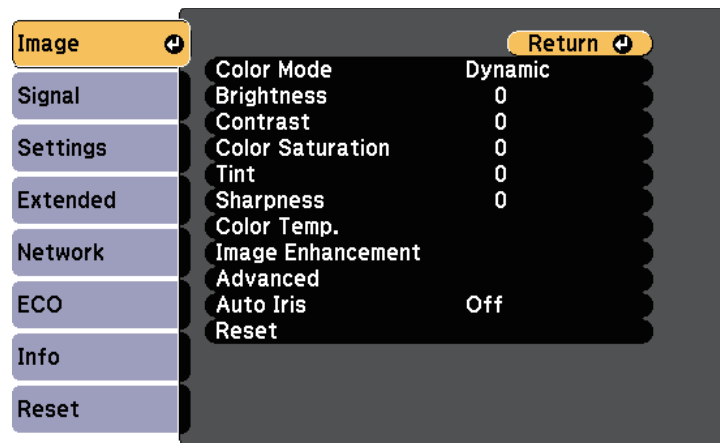 Image
Signal
Settings
Extended
Network
ECO
Info
Reset
Return
Color Mode Dynamic
Brightness 0
Contrast 0
Color Saturation 0
Tint 0
Sharpness 0
Color Temp.
Image Enhancement
Advanced
Auto Iris Off
Reset